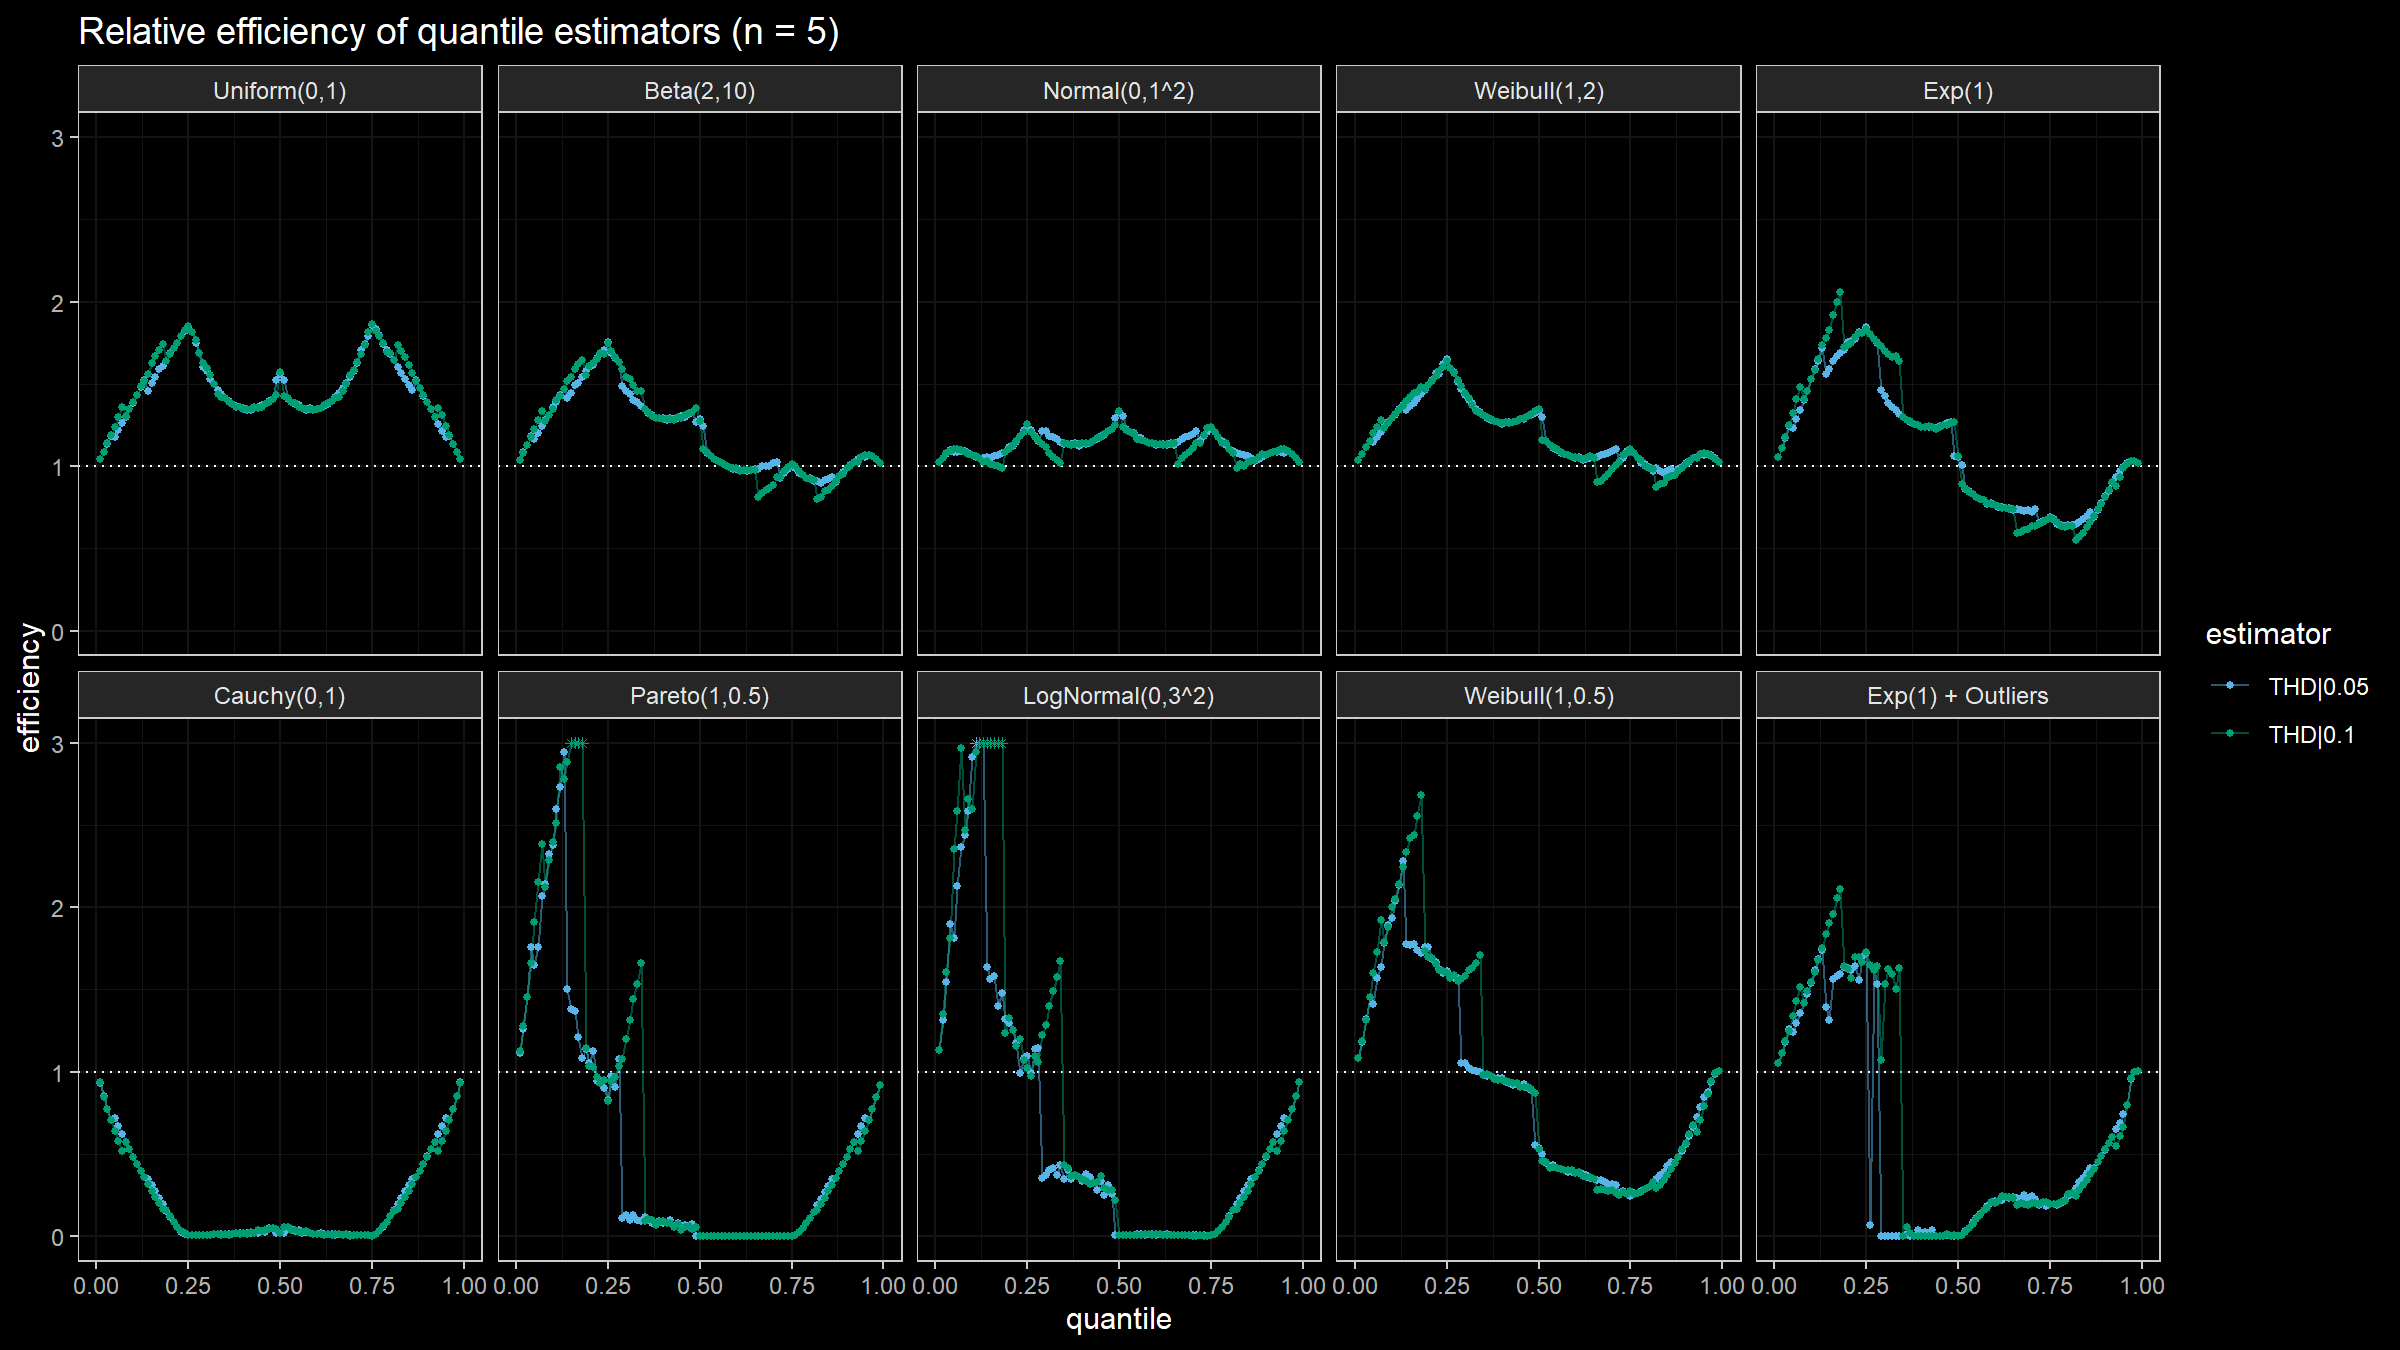 Relative efficiency of quantile estimators (n = 5)
Uniform(0,1)
Beta(2,10)
Normal(0,1^2)
Weibull(1,2)
Exp(1)
3
2
1
0
efficiency
Cauchy(0,1)
Pareto(1,0.5)
LogNormal(0,3^2)
Weibull(1,0.5)
Exp(1) + Outliers
3
2
1
0
0.00 0.25 0.50 0.75 1.00
0.00 0.25 0.50 0.75 1.00
0.00 0.25 0.50 0.75 1.00
0.00 0.25 0.50 0.75 1.00
0.00 0.25 0.50 0.75 1.00
quantile
estimator
THD|0.05
THD|0.1